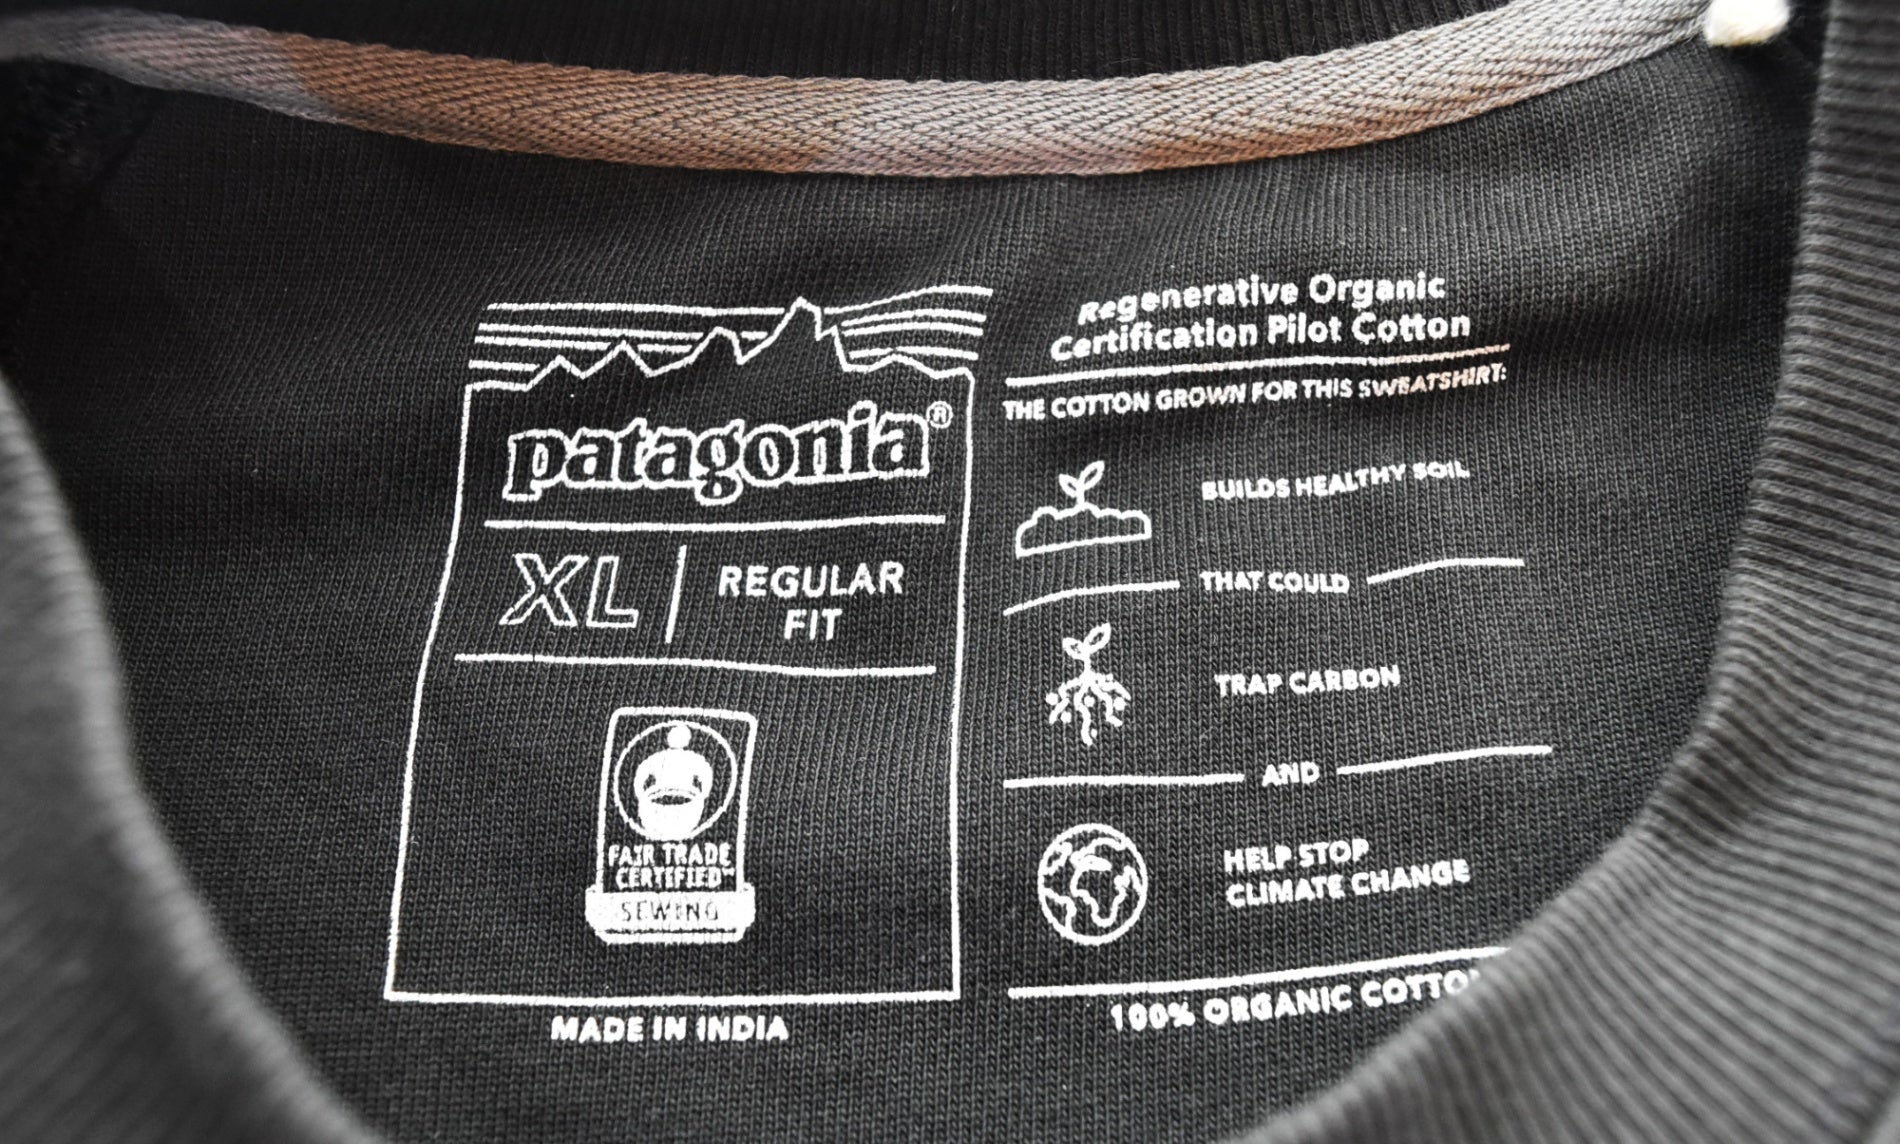 patagonia®
XL
REGULAR
FIT
FAIR TRADE
CERTIFIED™
SEWING
MADE IN INDIA
Regenerative Organic
Certification Pilot Cotton
THE COTTON GROWN FOR THIS SWEATSHIRT:
BUILDS HEALTHY SOIL
THAT COULD
TRAP CARBON
AND
HELP STOP
CLIMATE CHANGE
100% ORGANIC COTTON